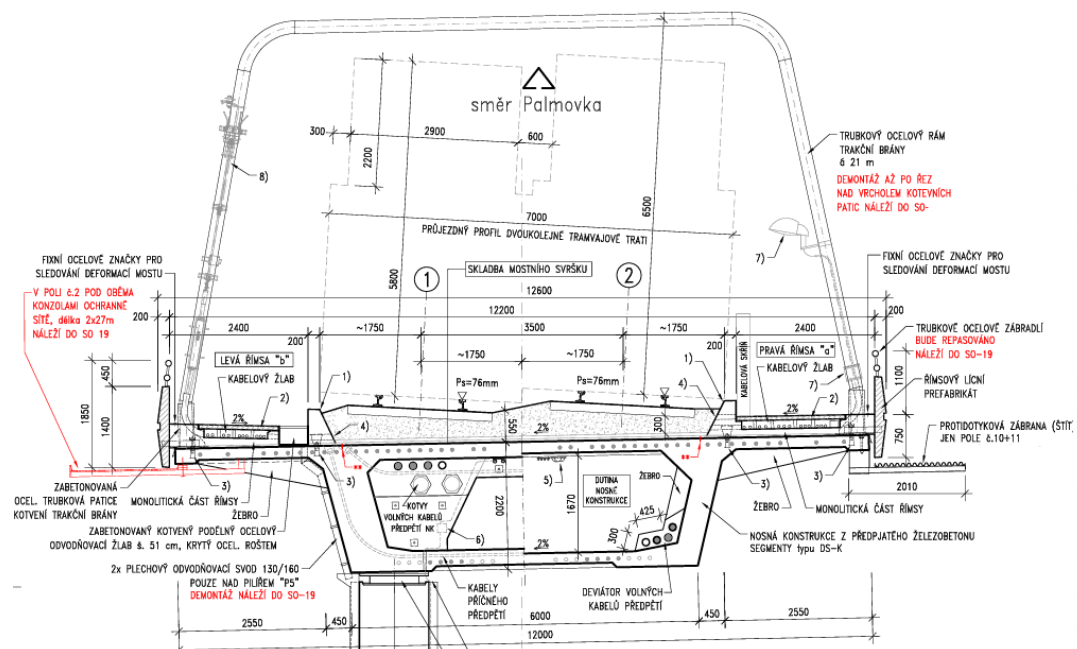 směr Palmovka
300
2900
600
2200
8)
7000
6500
PRŮJEZDNÝ PROFIL DVOUKOLEJNÉ TRAMVAJOVÉ TRATI
TRUBKOVÝ OCELOVÝ RÁM
TRAKČNÍ BRÁNY
á 21 m
DEMONTÁŽ AŽ PO ŘEZ
NAD VRCHOLEM KOTEVNÍCH
PATIC NÁLEŽÍ DO SO-
7)
FIXNÍ OCELOVÉ ZNAČKY PRO
SLEDOVÁNÍ DEFORMACÍ MOSTU
5800
1
SKLADBA MOSTNÍHO SVRŠKU
2
FIXNÍ OCELOVÉ ZNAČKY PRO
SLEDOVÁNÍ DEFORMACÍ MOSTU
V POLI č.2 POD OBĚMA
KONZOLAMI OCHRANNÉ
SÍTĚ, délka 2x27m
NÁLEŽÍ DO SO 19
12600
200
12200
200
2400
200
~1750
3500
~1750
200
2400
~1750
~1750
TRUBKOVÉ OCELOVÉ ZÁBRADLÍ
BUDE REPASOVÁNO
NÁLEŽÍ DO SO-19
LEVÁ ŘÍMSA "b"
KABELOVÝ ŽLAB
1)
2)
Ps=76mm
Ps=76mm
1)
4)
KABELOVÁ SKŘÍŇ
PRAVÁ ŘÍMSA "a"
KABELOVÝ ŽLAB
7)
2)
1100
ŘÍMSOVÝ LÍCNÍ
PREFABRIKÁT
450
1850
1400
2%
4)
550
2%
300
2%
750
PROTIDOTYKOVÁ ZÁBRANA (ŠTÍT)
JEN POLE č.10+11
3)
3)
5)
3)
3)
2010
ZABETONOVANÁ
OCEL. TRUBKOVÁ PATICE
KOTVENÍ TRAKČNÍ BRÁNY
MONOLITICKÁ ČÁST ŘÍMSY
ŽEBRO
KOTVY
VOLNÝCH KABELŮ
PŘEDPĚTÍ NK
6)
2200
1670
DUTINA
NOSNÉ
KONSTRUKCE
ŽEBRO
425
300
ŽEBRO
MONOLITICKÁ ČÁST ŘÍMSY
ZABETONOVANÝ KOTVENÝ PODÉLNÝ OCELOVÝ
ODVODŇOVACÍ ŽLAB š. 51 cm, KRYTÝ OCEL. ROŠTEM
2%
NOSNÁ KONSTRUKCE Z PŘEDPJATÉHO ŽELEZOBETONU
SEGMENTY typu DS-K
2x PLECHOVÝ ODVODŇOVACÍ SVOD 130/160
POUZE NAD PILÍŘEM "P5"
DEMONTÁŽ NÁLEŽÍ DO SO-19
KABELY
PŘÍČNÉHO
PŘEDPĚTÍ
DEVIÁTOR VOLNÝCH
KABELŮ PŘEDPĚTÍ
2550
450
6000
450
2550
12000